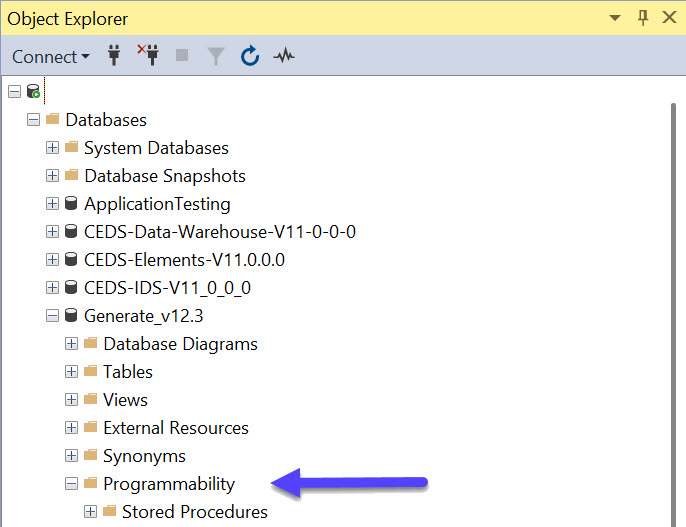 Object Explorer
Connect
Databases
System Databases
Database Snapshots
ApplicationTesting
CEDS-Data-Warehouse-V11-0-0-0
CEDS-Elements-V11.0.0.0
CEDS-IDS-V11_0_0_0
Generate_v12.3
Database Diagrams
Tables
Views
External Resources
Synonyms
Programmability
Stored Procedures